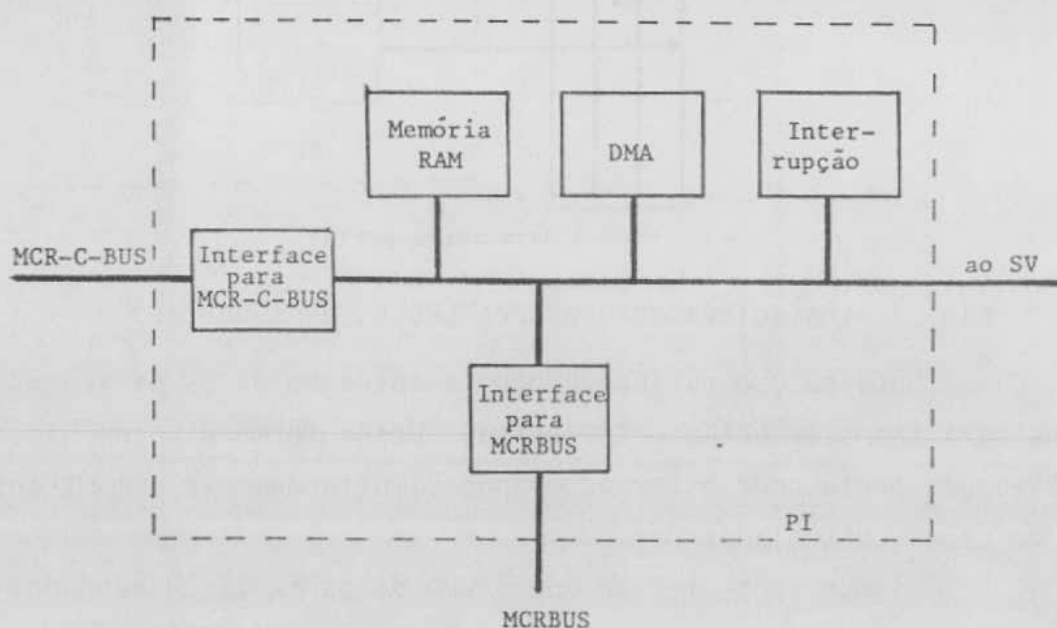 Memória
RAM
DMA
Inter-
rupção
MCR-C-BUS
Interface
para
MCR-C-BUS
ao SV
Interface
para
MCRBUS
PI
MCRBUS